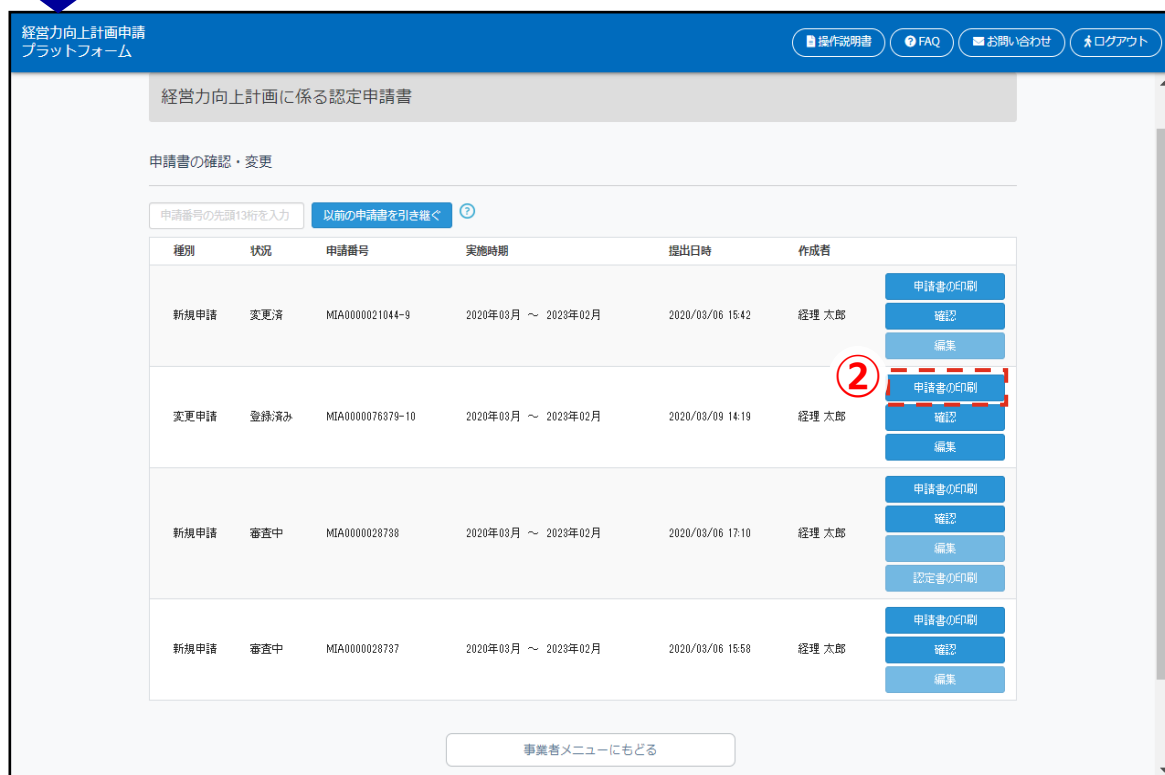 経営力向上計画申請
プラットフォーム
操作説明書
FAQ
お問い合わせ
ログアウト
経営力向上計画に係る認定申請書
申請書の確認・変更
申請番号の先頭13桁を入力 以前の申請書を引き継ぐ ?
種別 状況 申請番号 実施時期 提出日時 作成者
新規申請 変更済 MIA0000021044-9 2020年03月 ～ 2023年02月 2020/03/06 15:42 経理 太郎
申請書の印刷
確認
編集
②
変更申請 登録済み MIA0000076379-10 2020年03月 ～ 2023年02月 2020/03/09 14:19 経理 太郎
申請書の印刷
確認
編集
新規申請 審査中 MIA0000028738 2020年03月 ～ 2023年02月 2020/03/06 17:10 経理 太郎
申請書の印刷
確認
編集
認定書の印刷
新規申請 審査中 MIA0000028737 2020年03月 ～ 2023年02月 2020/03/06 15:58 経理 太郎
申請書の印刷
確認
編集
事業者メニューにもどる